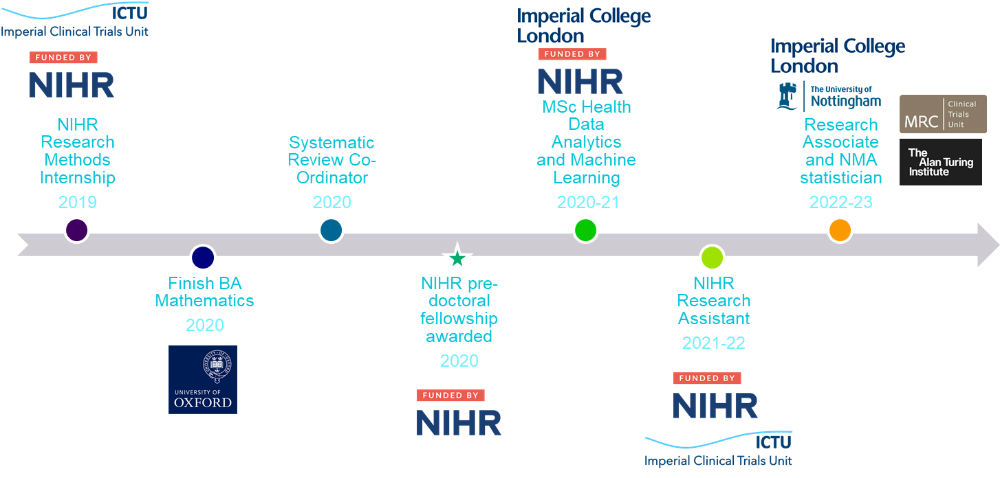 ICTU
Imperial Clinical Trials Unit
FUNDED BY
NIHR
NIHR
Research
Methods
Internship
2019
Finish BA
Mathematics
2020
UNIVERSITY OF
OXFORD
Systematic
Review Co-
Ordinator
2020
NIHR pre-
doctoral
fellowship
awarded
2020
FUNDED BY
NIHR
Imperial College
London
FUNDED BY
NIHR
MSc Health
Data
Analytics
and Machine
Learning
2020-21
NIHR
Research
Assistant
2021-22
FUNDED BY
NIHR
ICTU
Imperial Clinical Trials Unit
Imperial College
London
The University of
Nottingham
Research
Associate
and NMA
statistician
2022-23
MRC
Clinical
Trials
Unit
The
Alan Turing
Institute